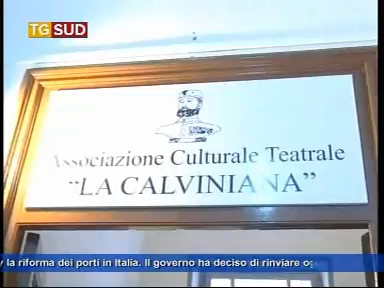 TG SUD
Associazione Culturale Teatrale
"LA CALVINIANA"
la riforma dei porti in Italia. Il governo ha deciso di rinviare